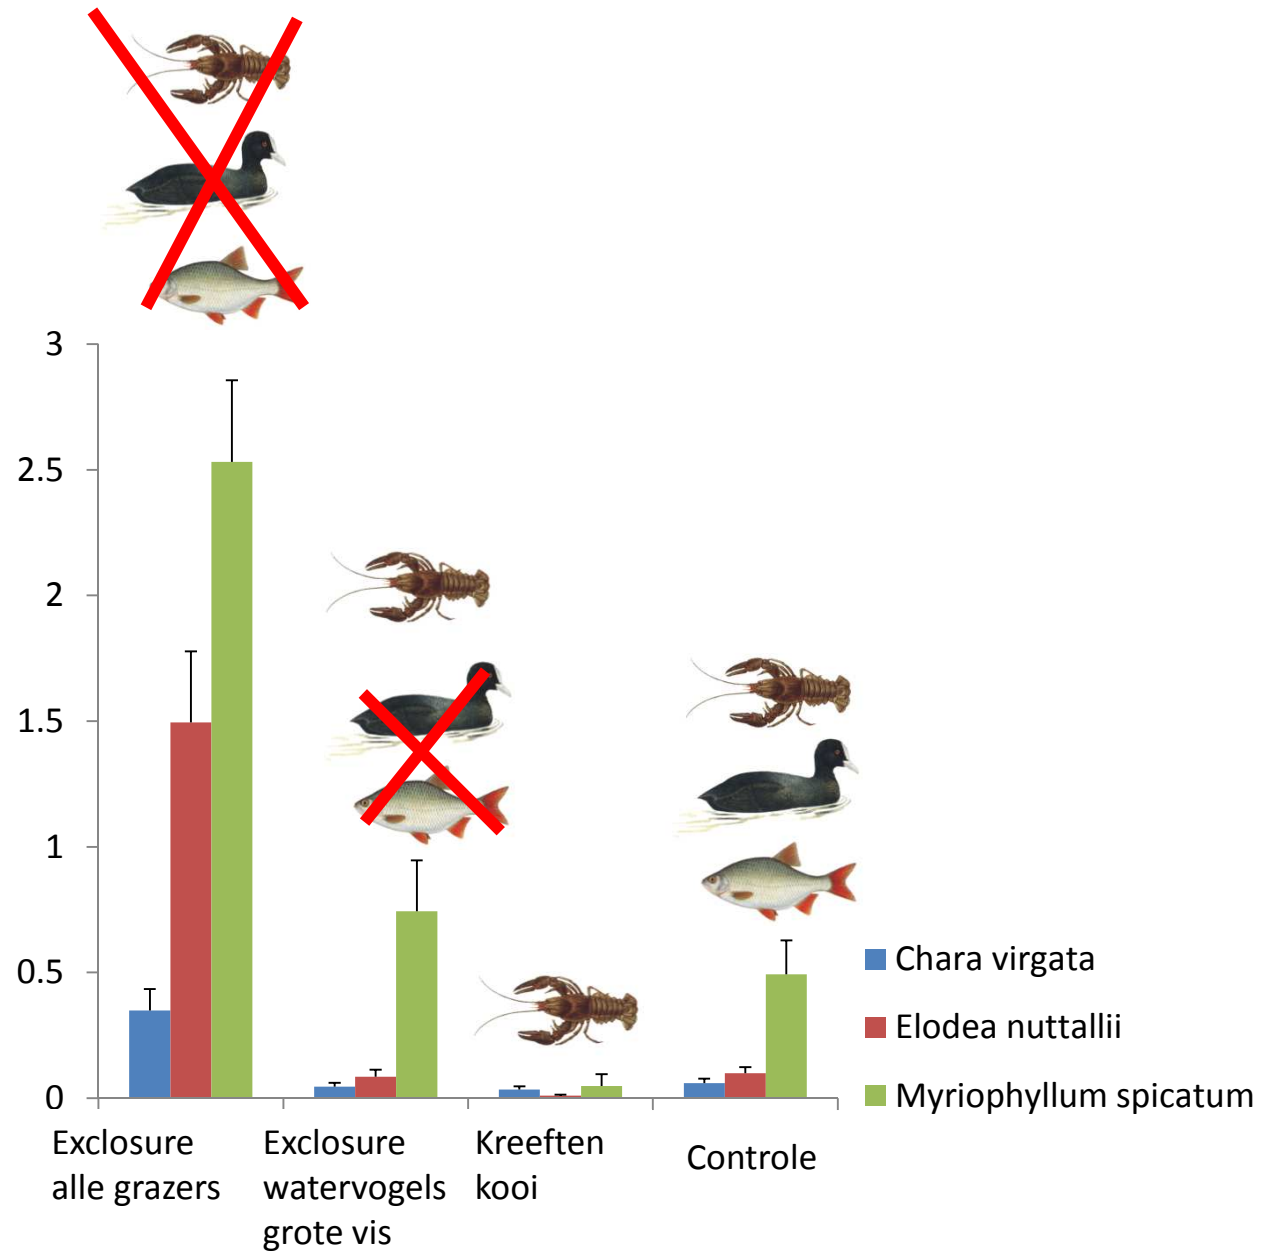 3
2.5
2
1.5
1
0.5
0
Exclosure
alle grazers
Exclosure
watervogels
grote vis
Kreeften
kooi
Controle
Chara virgata
Elodea nuttallii
Myriophyllum spicatum